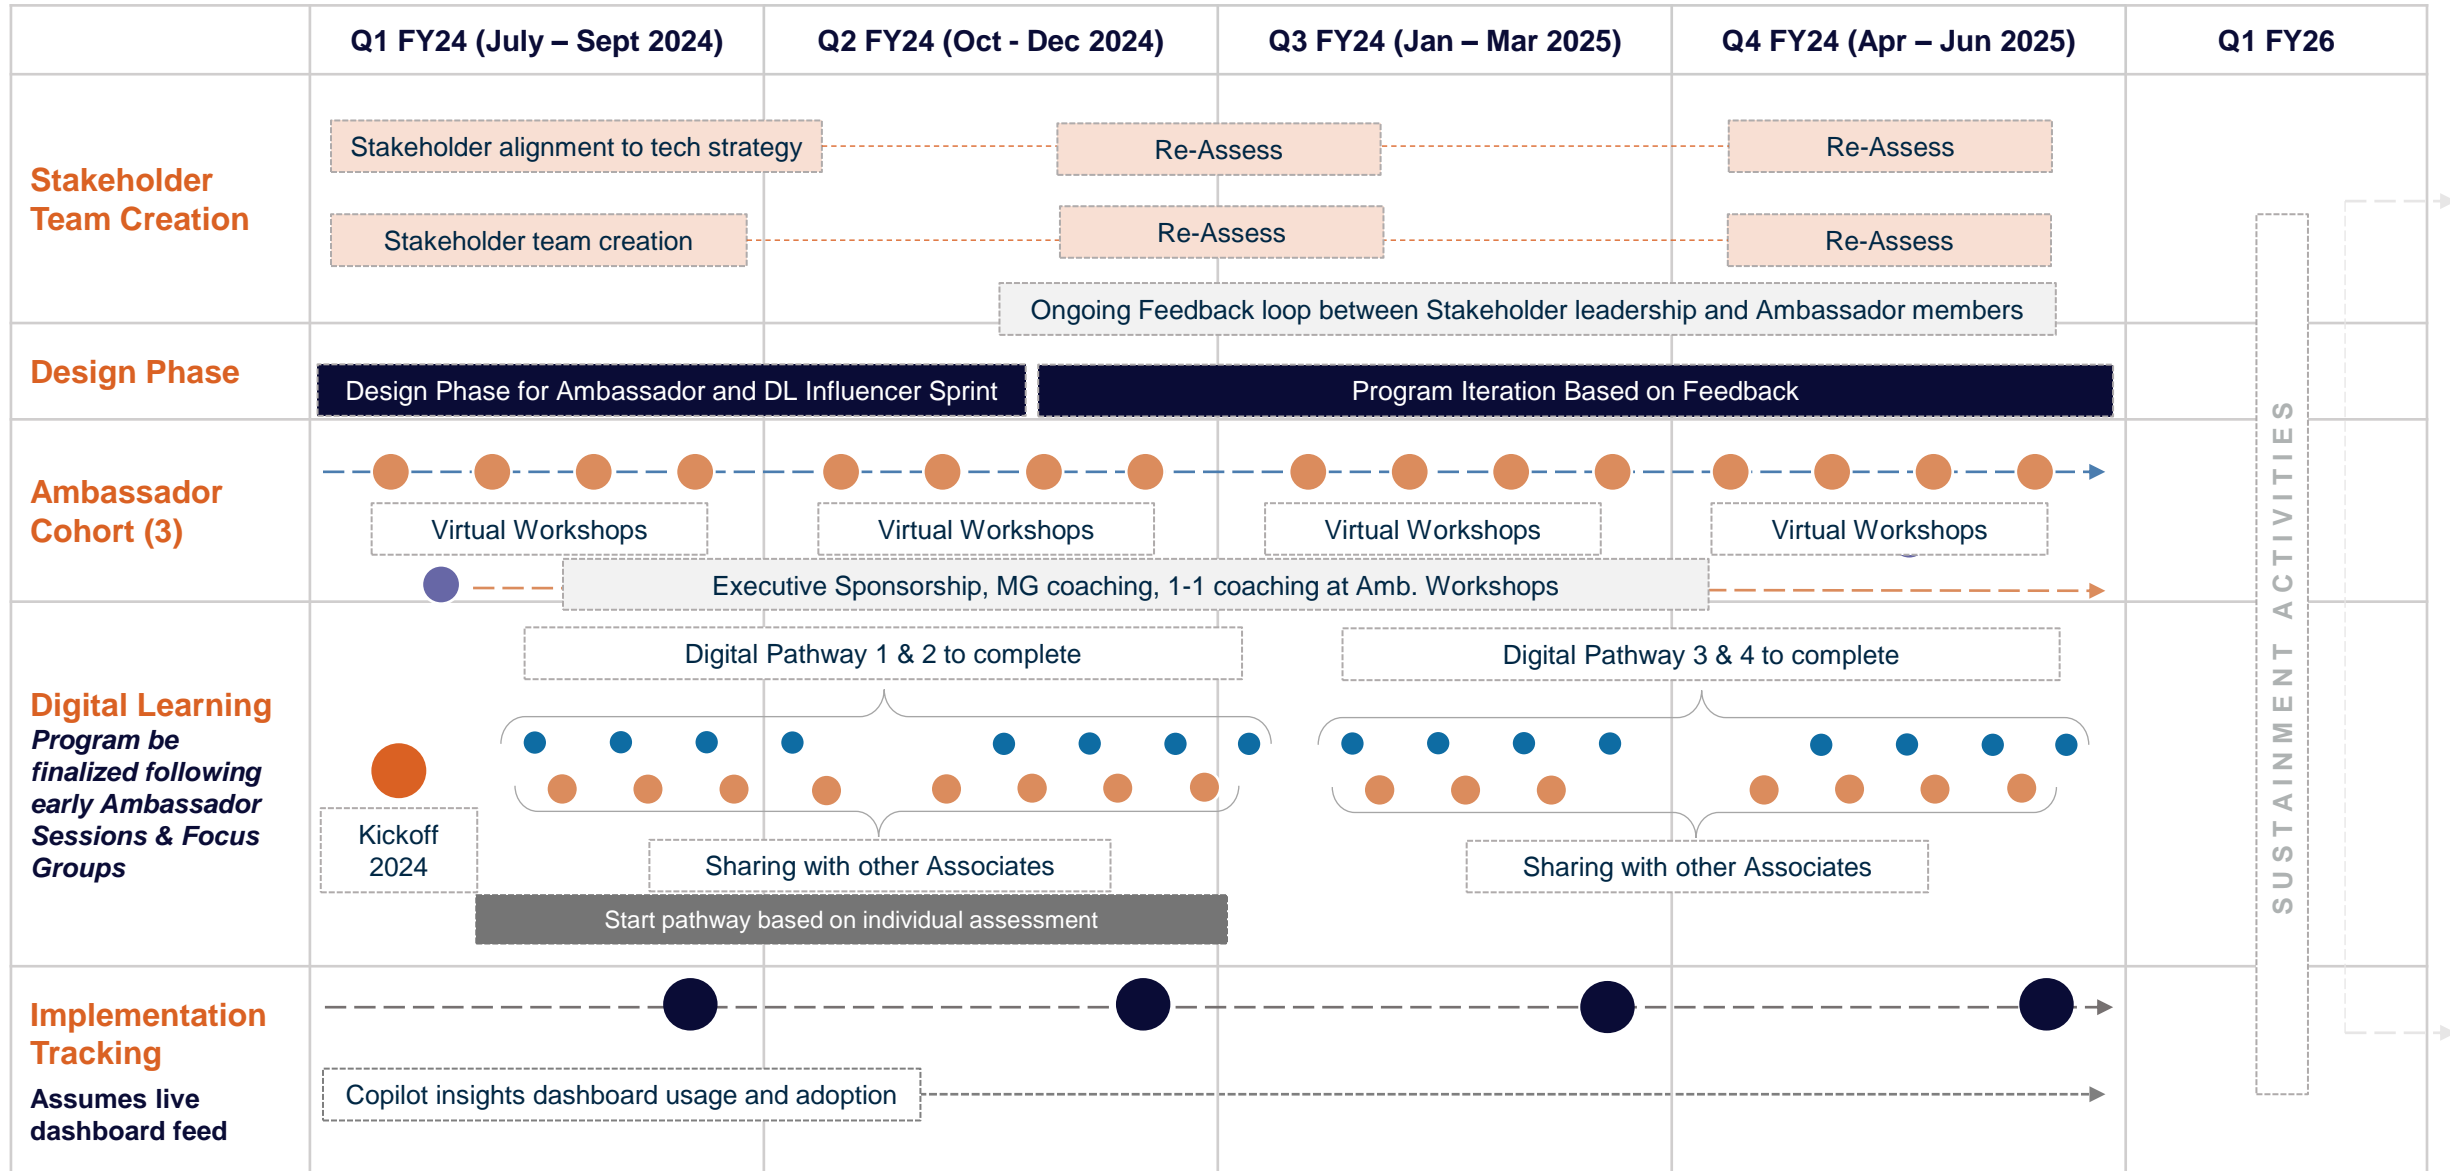 Q1 FY24 (July – Sept 2024)
Q2 FY24 (Oct - Dec 2024)
Q3 FY24 (Jan – Mar 2025)
Q4 FY24 (Apr – Jun 2025)
Q1 FY26
Stakeholder
Team Creation
Stakeholder alignment to tech strategy
Re-Assess
Re-Assess
Stakeholder team creation
Re-Assess
Re-Assess
Ongoing Feedback loop between Stakeholder leadership and Ambassador members
Design Phase
Design Phase for Ambassador and DL Influencer Sprint
Program Iteration Based on Feedback
Ambassador
Cohort (3)
Virtual Workshops
Virtual Workshops
Virtual Workshops
Virtual Workshops
Executive Sponsorship, MG coaching, 1-1 coaching at Amb. Workshops
Digital Learning
Program be
finalized following
early Ambassador
Sessions & Focus
Groups
Digital Pathway 1 & 2 to complete
Digital Pathway 3 & 4 to complete
Kickoff
2024
Sharing with other Associates
Sharing with other Associates
Start pathway based on individual assessment
Implementation
Tracking
Assumes live
dashboard feed
Copilot insights dashboard usage and adoption
SUSTAINMENT ACTIVITIES